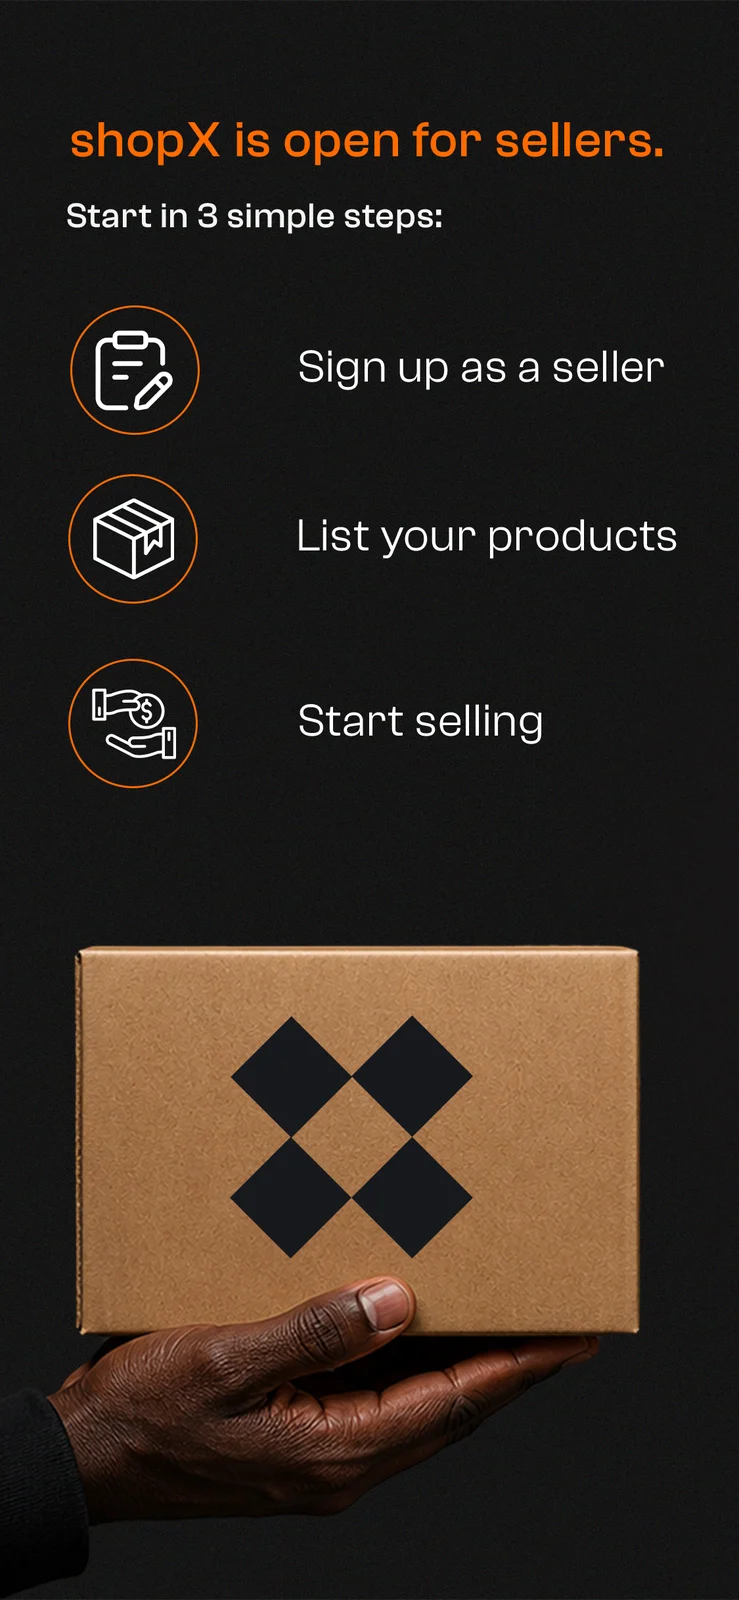 shopX is open for sellers.
Start in 3 simple steps:
Sign up as a seller
List your products
$
Start selling